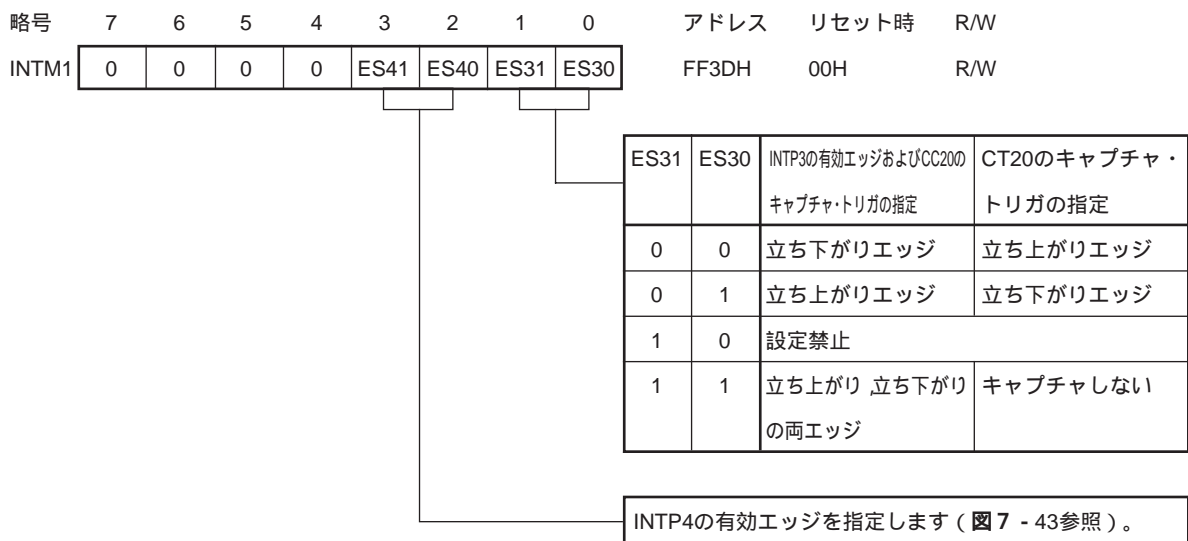 略号 7 6 5 4 3 2 1 0 アドレス リセット時 R/W
INTM1 0 0 0 0 ES41 ES40 ES31 ES30 FF3DH 00H R/W
ES31 ES30 INTP3の有効エッジおよびCC20の CT20のキャプチャ・
キャプチャ・トリガの指定 トリガの指定
0 0 立ち下がりエッジ 立ち上がりエッジ
0 1 立ち上がりエッジ 立ち下がりエッジ
1 0 設定禁止
1 1 立ち上がり,立ち下がり キャプチャしない
の両エッジ
INTP4の有効エッジを指定します(図7-43参照)。